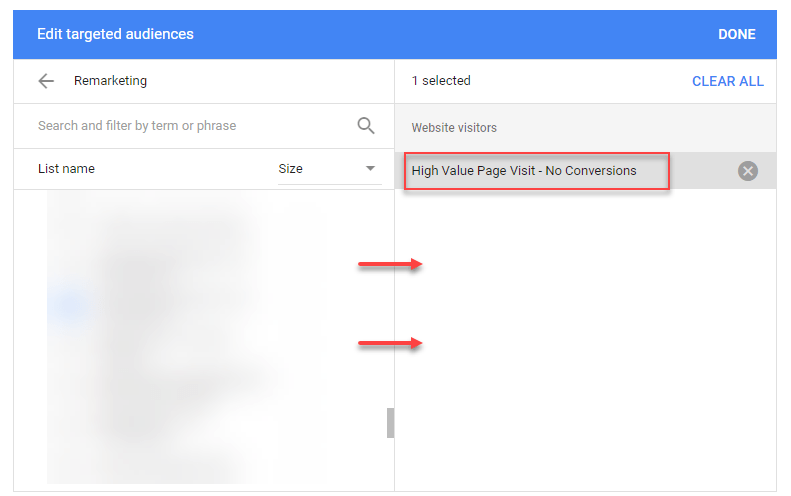 Edit targeted audiences
DONE
Remarketing
1 selected
CLEAR ALL
Search and filter by term or phrase
Website visitors
List name
Size
High Value Page Visit - No Conversions